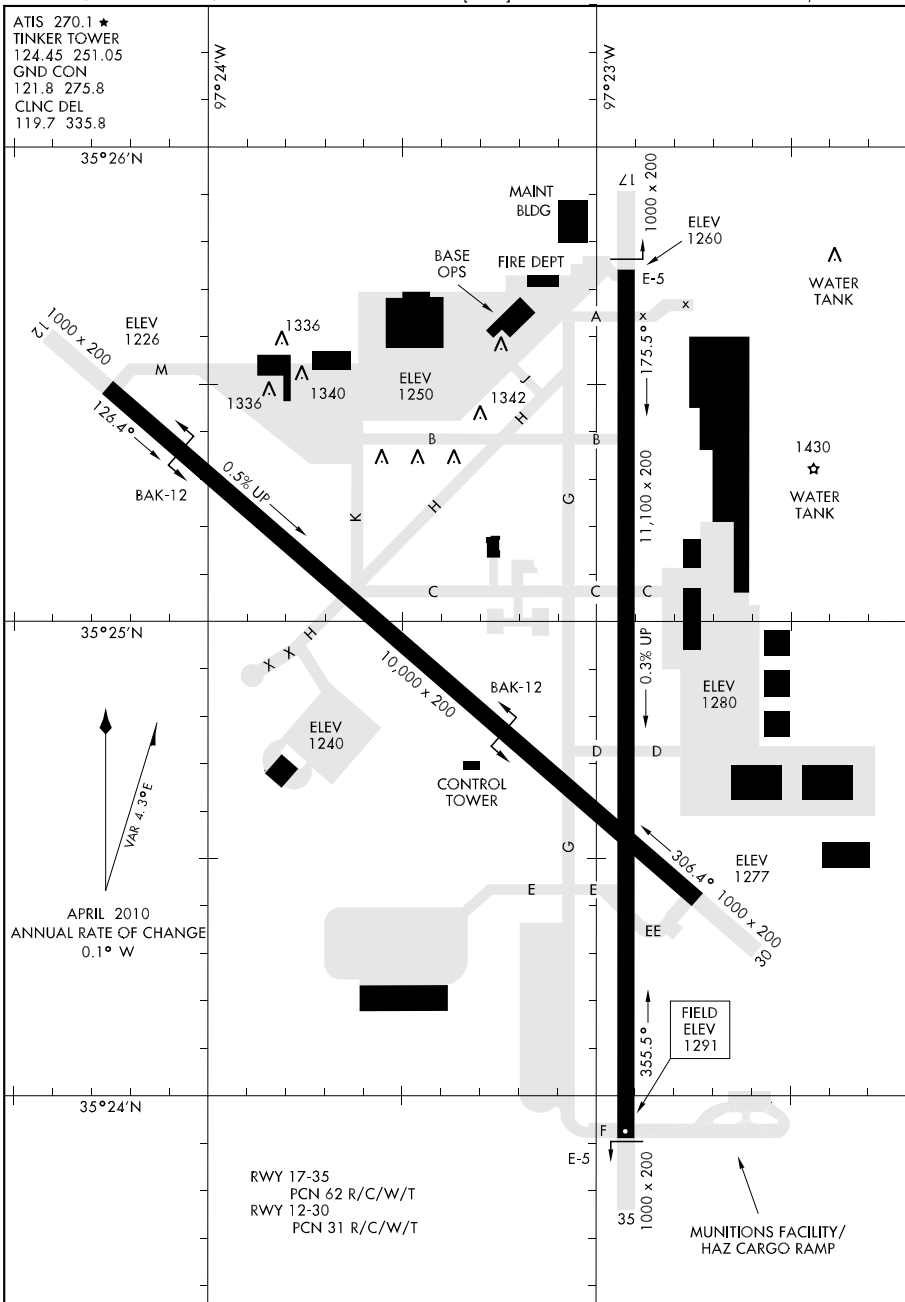 ATIS 270.1 ★
TINKER TOWER
124.45 251.05
GND CON
121.8 275.8
CLNC DEL
119.7 335.8
97°24'W
97°23'W
35°26'N
17
1000 x 200
MAINT
BLDG
ELEV
1260
BASE
OPS
FIRE DEPT
E-5
WATER
TANK
12
1000 x 200
ELEV
1226
1336
A
x
x
175.5°
M
1336
1340
ELEV
1250
J
1342
H
126.4°
B
B
1430
WATER
TANK
BAK-12
0.5% UP
K
H
G
11,100 x 200
C
C
C
35°25'N
H
X
X
10,000 x 200
BAK-12
0.3% UP
ELEV
1240
ELEV
1280
D
D
CONTROL
TOWER
VAR 4.3°E
G
306.4°
ELEV
1277
E
E
1000 x 200
30
EE
APRIL 2010
ANNUAL RATE OF CHANGE
0.1° W
355.5°
FIELD
ELEV
1291
35°24'N
F
E-5
1000 x 200
35
RWY 17-35
PCN 62 R/C/W/T
RWY 12-30
PCN 31 R/C/W/T
MUNITIONS FACILITY/
HAZ CARGO RAMP